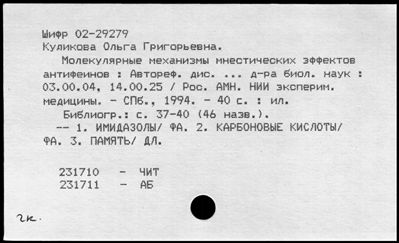 Шифр 02-29279
Куликова Ольга Григорьевна.
Молекулярные механизмы мнестических эффектов
антифеинов : Автореф. дис. ... д-ра биол. наук :
03.00.04, 14.00.25 / Рос. АМН. НИИ эксперим.
медицины. - СПб., 1994. - 40 с. : ил.
Библиогр.: с. 37-40 (46 назв.).
-- 1. ИМИДАЗОЛЫ/ ФА. 2. КАРБОНОВЫЕ КИСЛОТЫ/
ФА. 3. ПАМЯТЬ/ ДЛ.
231710 - ЧИТ
231711 - АБ
гк.